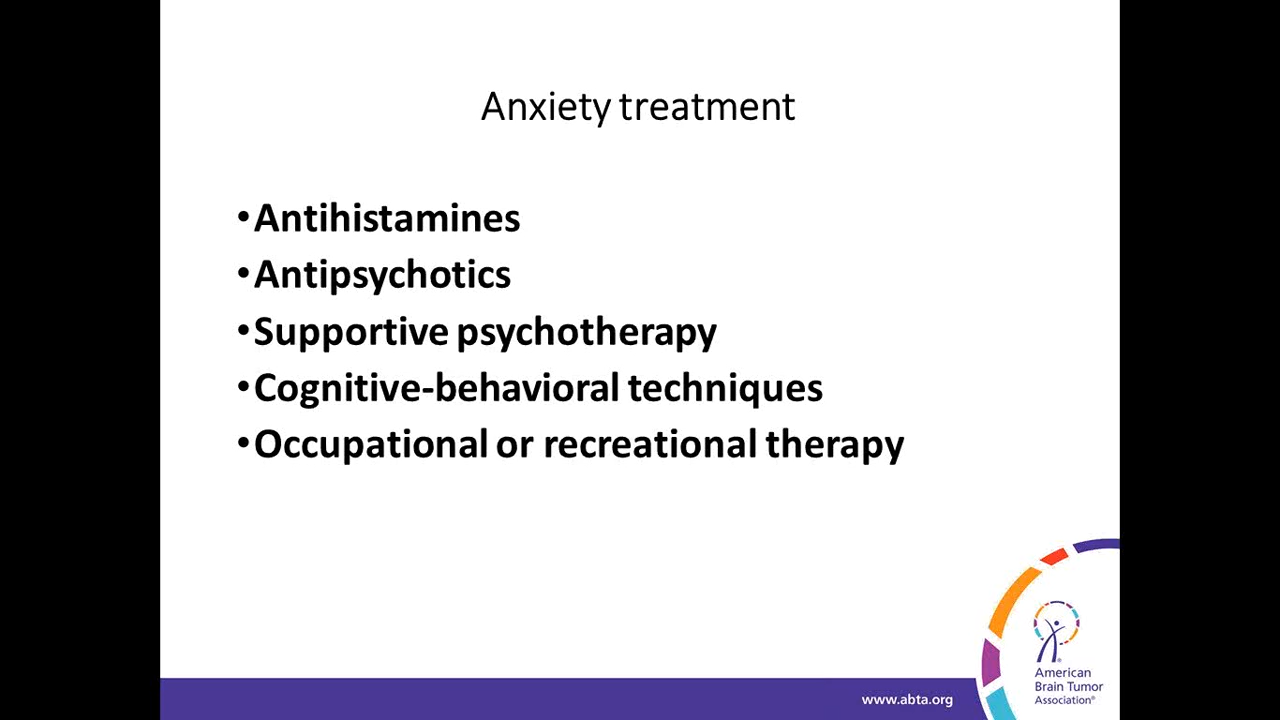 Anxiety treatment
•Antihistamines
•Antipsychotics
•Supportive psychotherapy
•Cognitive-behavioral techniques
•Occupational or recreational therapy
American
Brain Tumor
Association®
www.abta.org